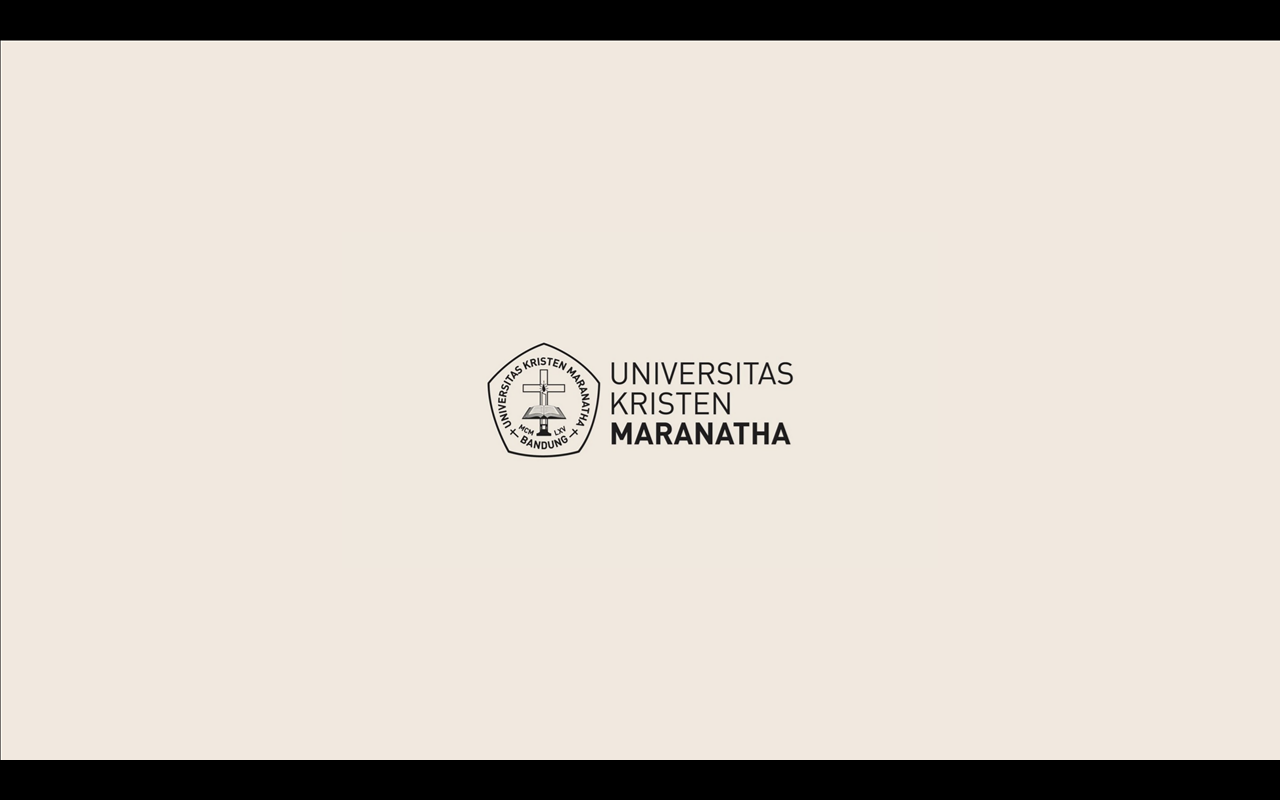 UNIVERSITAS KRISTEN MARANATHA
MCM LXV
BANDUNG
UNIVERSITAS
KRISTEN
MARANATHA